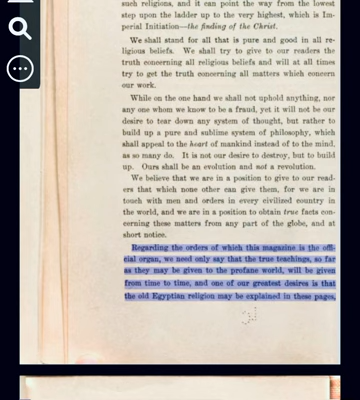 such religions, and it can point the way from the lowest
step upon the ladder up to the very highest, which is Im-
perial Initiation—the finding of the Christ.
We shall stand for all that is pure and good in all re-
ligious beliefs. We shall try to give to our readers the
truth concerning all religious beliefs and will at all times
try to get the truth concerning all matters which concern
our work.
While on the one hand we shall not uphold anything, nor
any one whom we know to be a fraud, yet it will not be our
desire to tear down any system of thought, but rather to
build up a pure and sublime system of philosophy, which
shall appeal to the heart of mankind instead of to the mind,
as so many do. It is not our desire to destroy, but to build
up. Ours shall be an evolution and not a revolution.
We believe that we are in a position to give to our read-
ers that which none other can give them, for we are in
touch with men and orders in every civilized country in
the world, and we are in a position to obtain true facts con-
cerning these matters from any part of the globe, and at
short notice.
Regarding the orders of which this magazine is the offi-
cial organ, we need only say that the true teachings, so far
as they may be given to the profane world, will be given
from time to time, and one of our greatest desires is that
the old Egyptian religion may be explained in these pages,